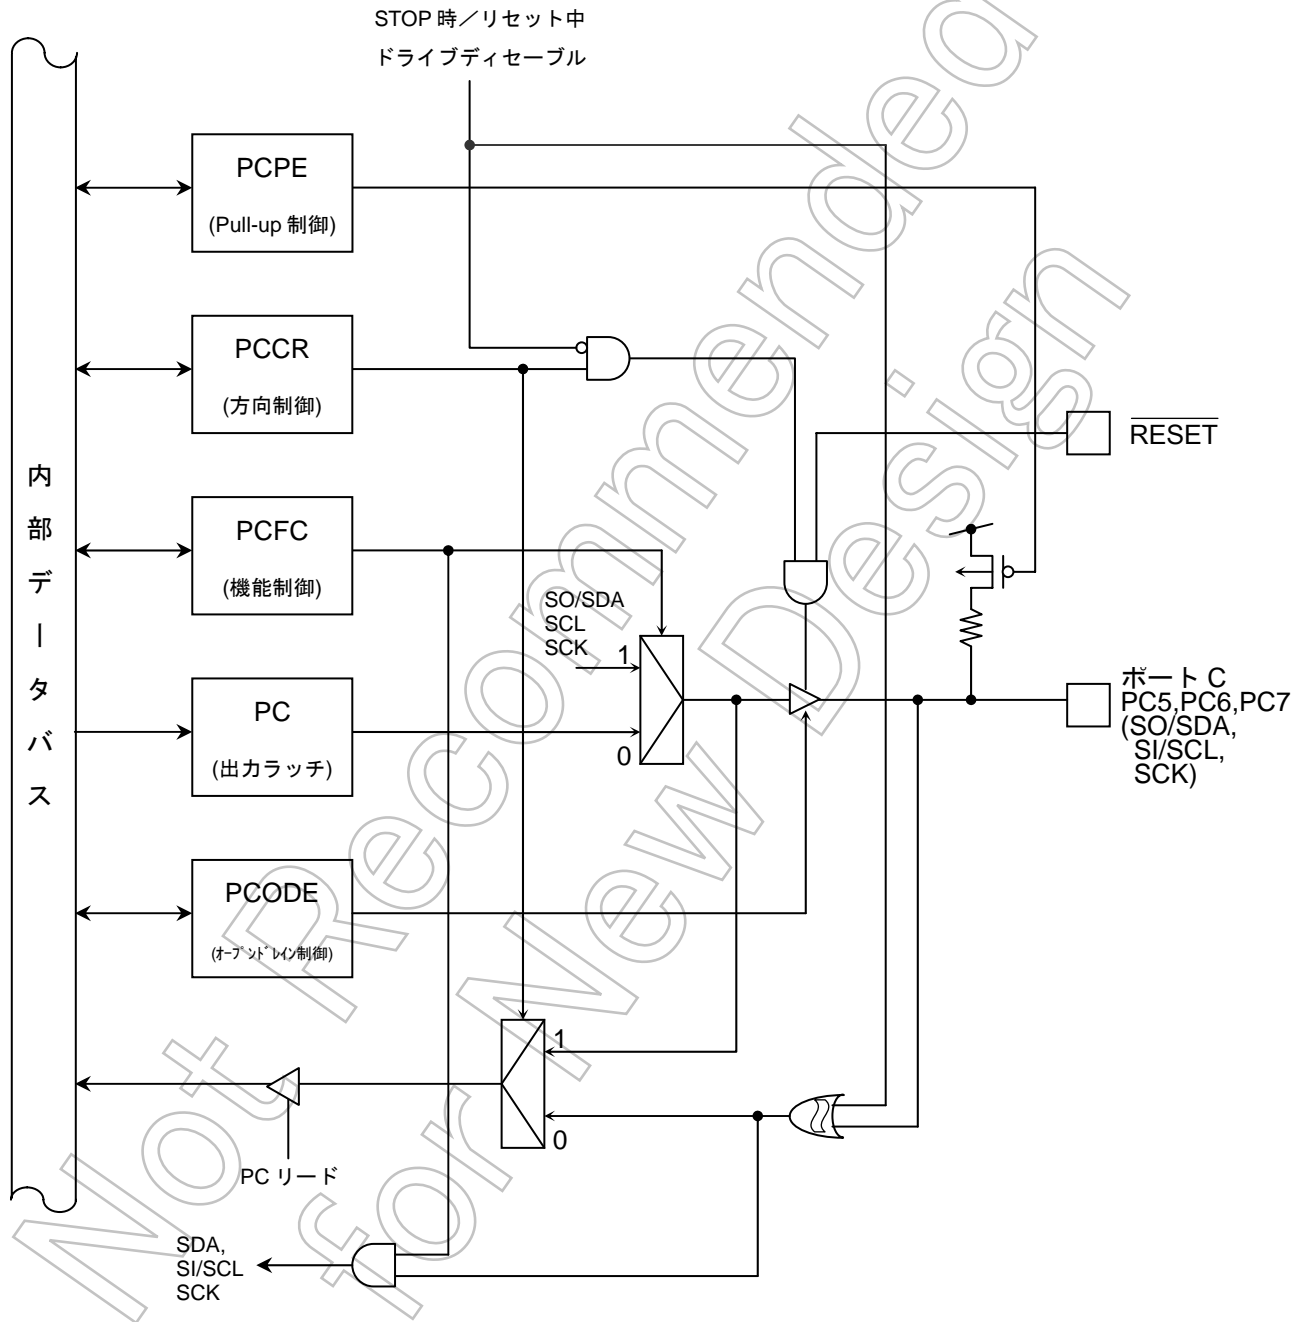 STOP 時／リセット中
ドライブディセーブル
PCPE
(Pull-up 制御)
PCCR
(方向制御)
RESET
内部データバス
PCFC
(機能制御)
SO/SDA
SCL
SCK
1
0
PC
(出力ラッチ)
ポート C
PC5,PC6,PC7
(SO/SDA,
SI/SCL,
SCK)
PCODE
(ｵｰﾌﾟﾝﾄﾞﾚｲﾝ制御)
1
0
PC リード
SDA,
SI/SCL
SCK
Not Recommended
for New Design